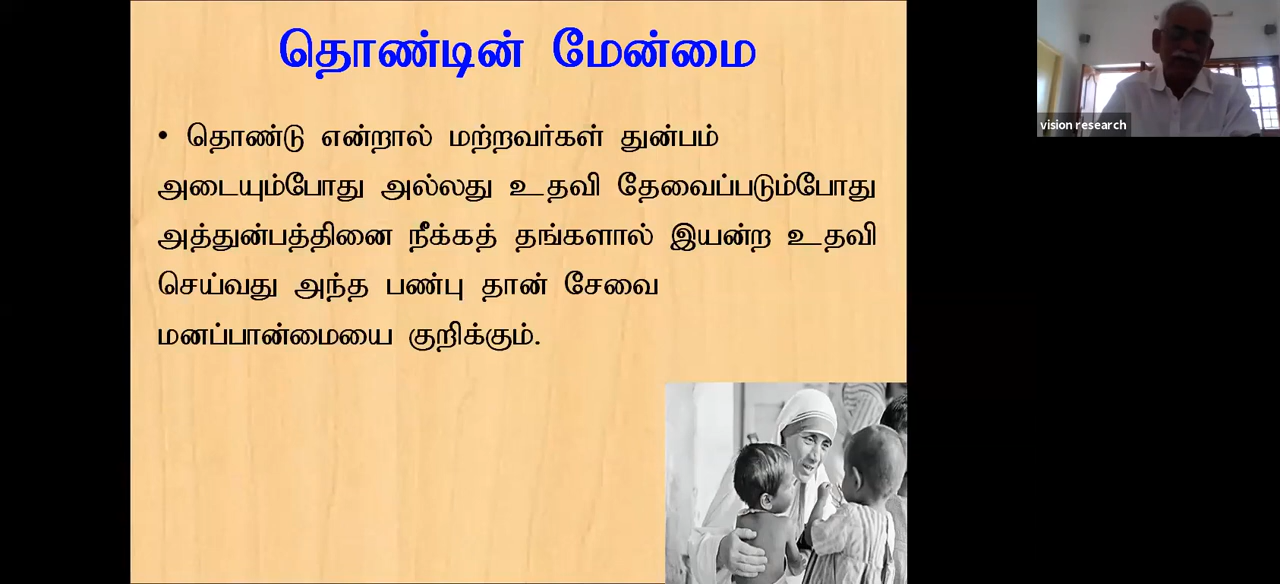 தொண்டின் மேன்மை
• தொண்டு என்றால் மற்றவர்கள் துன்பம்
அடையும்போது அல்லது உதவி தேவைப்படும்போது
அத்துன்பத்தினை நீக்கத் தங்களால் இயன்ற உதவி
செய்வது அந்த பண்பு தான் சேவை
மனப்பான்மையை குறிக்கும்.
vision research